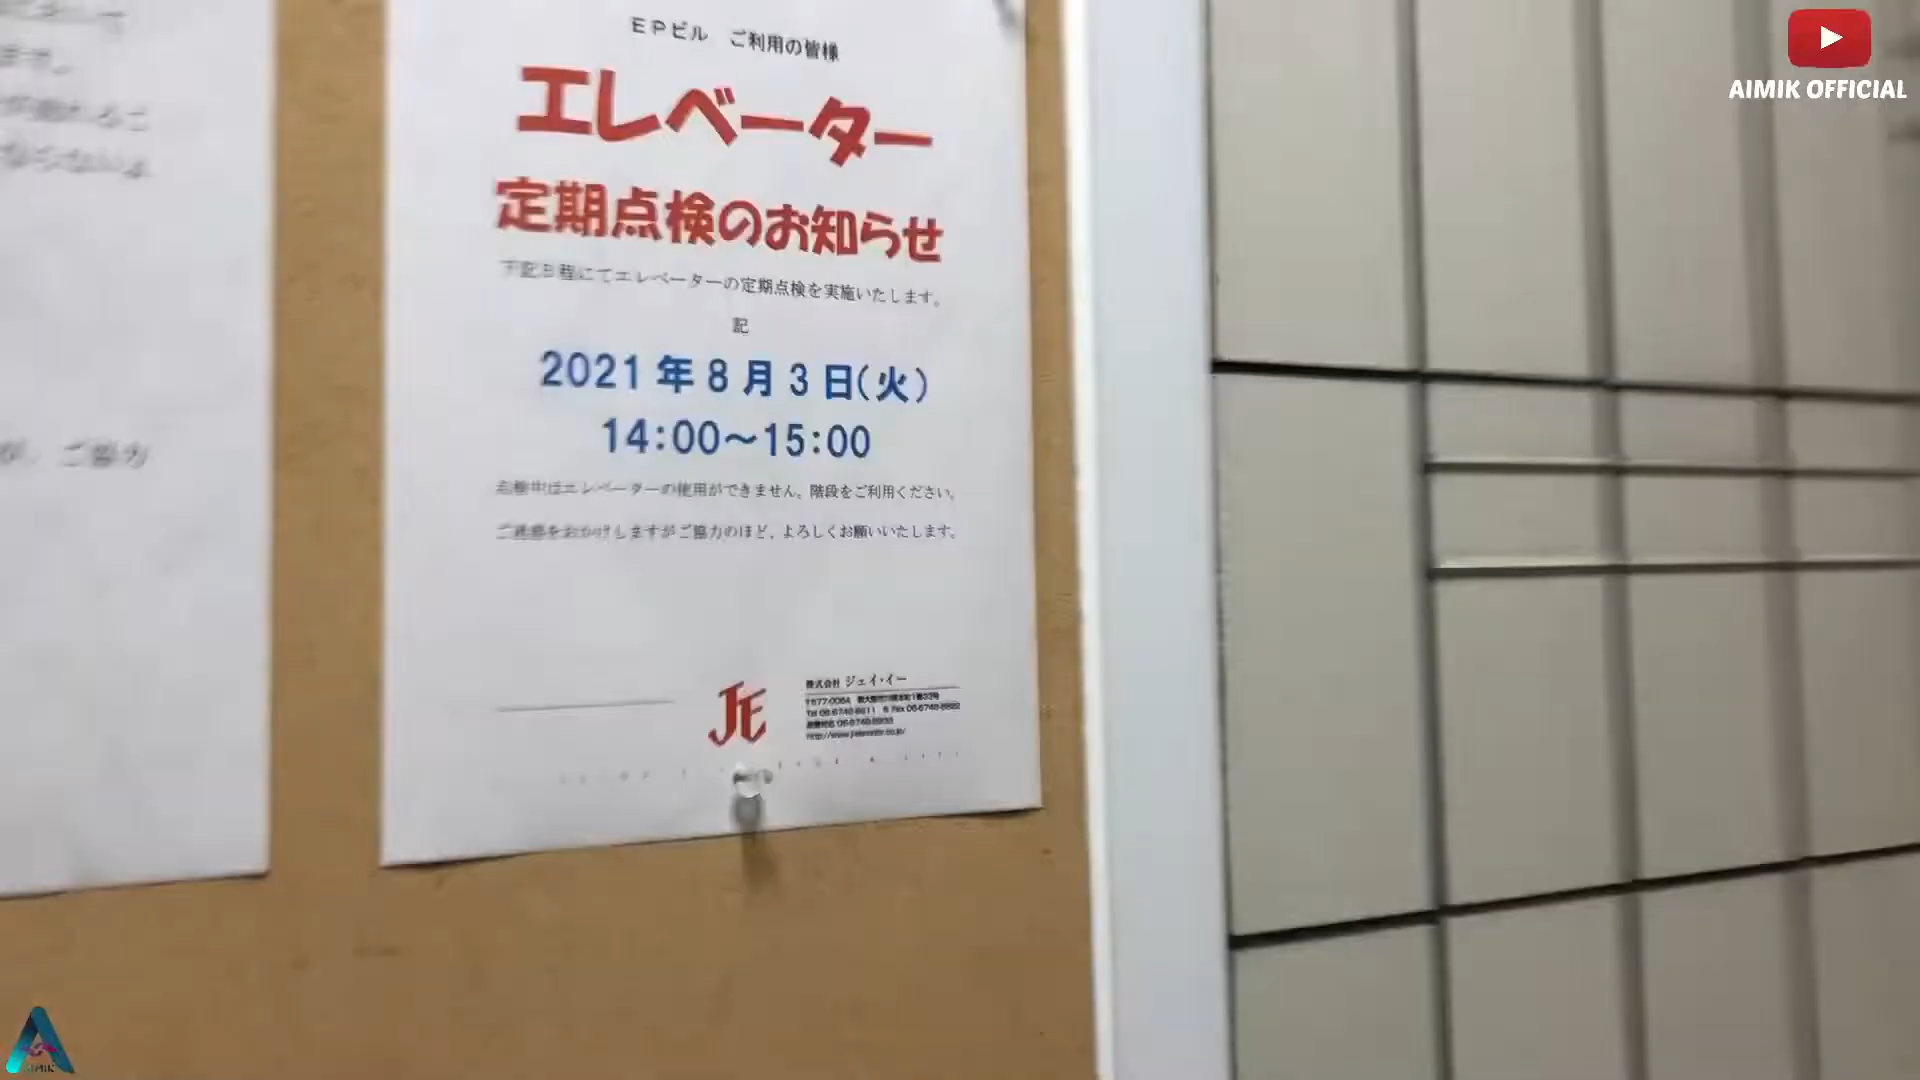 EPビル ご利用の皆様
エレベーター
定期点検のお知らせ
下記日程にてエレベーターの定期点検を実施いたします。
記
2021年8月3日(火)
14:00～15:00
点検中はエレベーターの使用ができません。階段をご利用ください。
ご迷惑をおかけしますがご協力のほど、よろしくお願いいたします。
JE
株式会社 ジェイ・イー
が、ご協力
AIMIK OFFICIAL